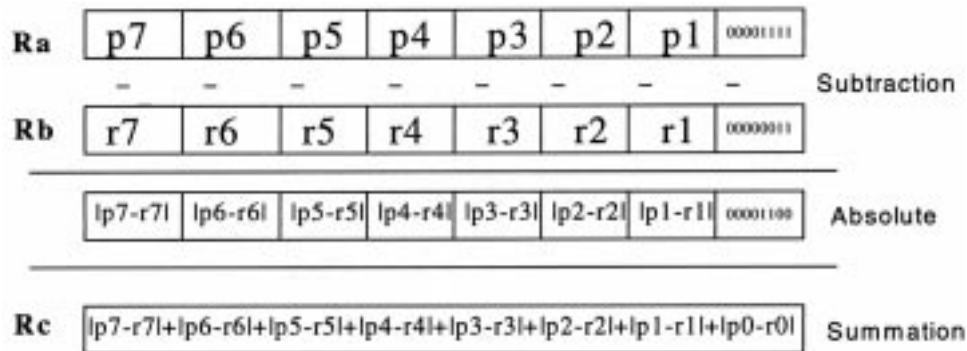 Ra p7 p6 p5 p4 p3 p2 p1 00001111
– – – – – – – – Subtraction
Rb r7 r6 r5 r4 r3 r2 r1 00000011
|p7-r7| |p6-r6| |p5-r5| |p4-r4| |p3-r3| |p2-r2| |p1-r1| 00001100 Absolute
Rc |p7-r7|+|p6-r6|+|p5-r5|+|p4-r4|+|p3-r3|+|p2-r2|+|p1-r1|+|p0-r0| Summation